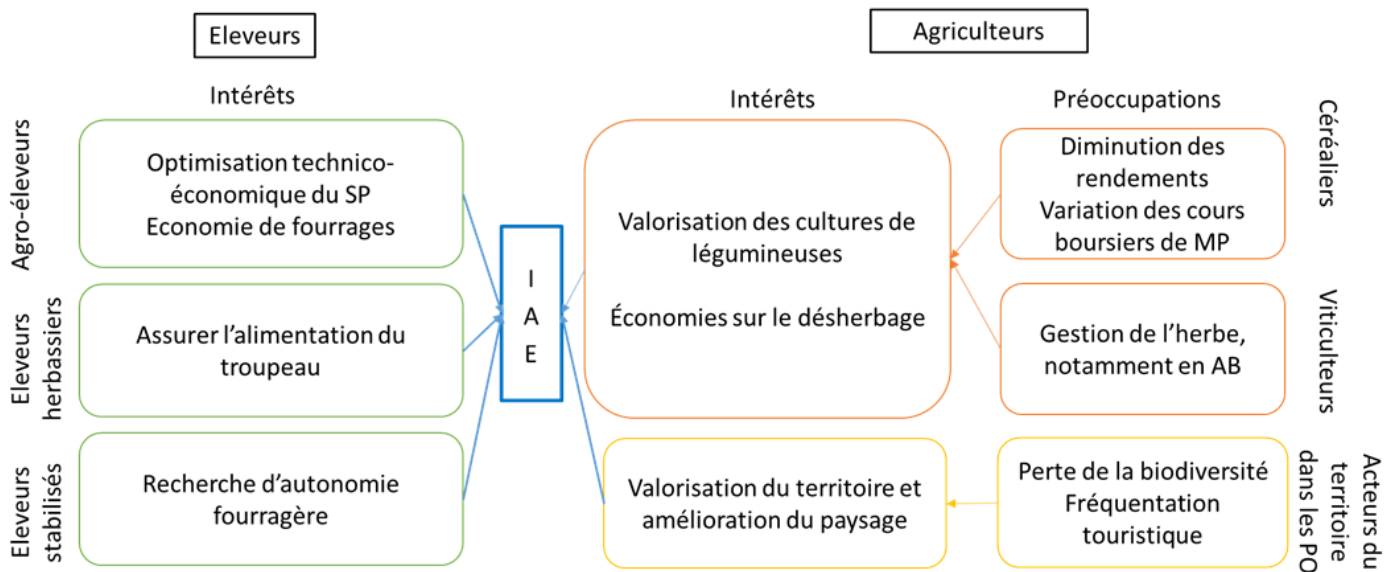 Eleveurs
Agriculteurs
Intérêts
Intérêts
Préoccupations
Agro-éleveurs
Optimisation technico-
économique du SP
Economie de fourrages
Eleveurs
herbassiers
Assurer l’alimentation du
troupeau
Eleveurs
stabilisés
Recherche d’autonomie
fourragère
I
A
E
Valorisation des cultures de
légumineuses
Économies sur le désherbage
Valorisation du territoire et
amélioration du paysage
Diminution des
rendements
Variation des cours
boursiers de MP
Céréaliers
Gestion de l’herbe,
notamment en AB
Viticulteurs
Perte de la biodiversité
Fréquentation
touristique
Acteurs du
territoire
dans les PO